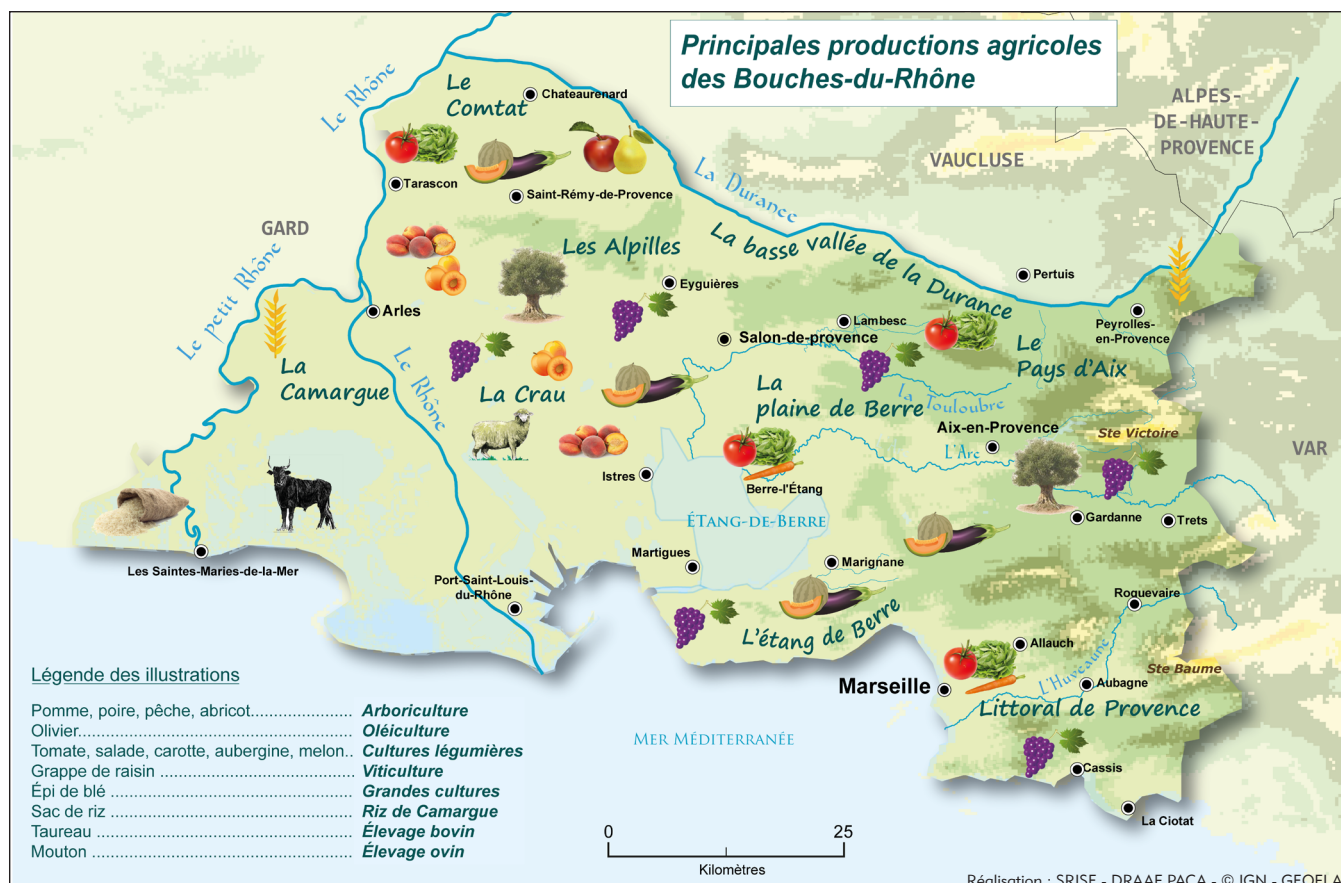 Principales productions agricoles
des Bouches-du-Rhône
Le Rhône
Le
Comtat
Chateaurenard
ALPES-
DE-HAUTE-
PROVENCE
VAUCLUSE
La Durance
Tarascon
Saint-Rémy-de-Provence
GARD
Les Alpilles
La basse vallée de la Durance
Le petit Rhône
Eyguières
Pertuis
Arles
Lambesc
Peyrolles-
en-Provence
Salon-de-provence
Le
Pays d'Aix
La
Camargue
Le Rhône
La Crau
La
plaine de Berre
la Touloubre
Aix-en-Provence
Ste Victoire
L'Arc
VAR
Istres
Berre-l'Étang
ÉTANG-DE-BERRE
Gardanne
Trets
Les Saintes-Maries-de-la-Mer
Martigues
Marignane
Port-Saint-Louis-
du-Rhône
Roquevaire
L'étang de Berre
Allauch
L'Huveaune
Ste Baume
Marseille
Aubagne
Littoral de Provence
MER MÉDITERRANÉE
Cassis
La Ciotat
Légende des illustrations
Pomme, poire, pêche, abricot......................... Arboriculture
Olivier.............................................................. Oléiculture
Tomate, salade, carotte, aubergine, melon.. Cultures légumières
Grappe de raisin ............................................ Viticulture
Épi de blé ...................................................... Grandes cultures
Sac de riz ...................................................... Riz de Camargue
Taureau .......................................................... Élevage bovin
Mouton ........................................................... Élevage ovin
0 25
Kilomètres
Réalisation : SRISE - DRAAF PACA - © IGN -